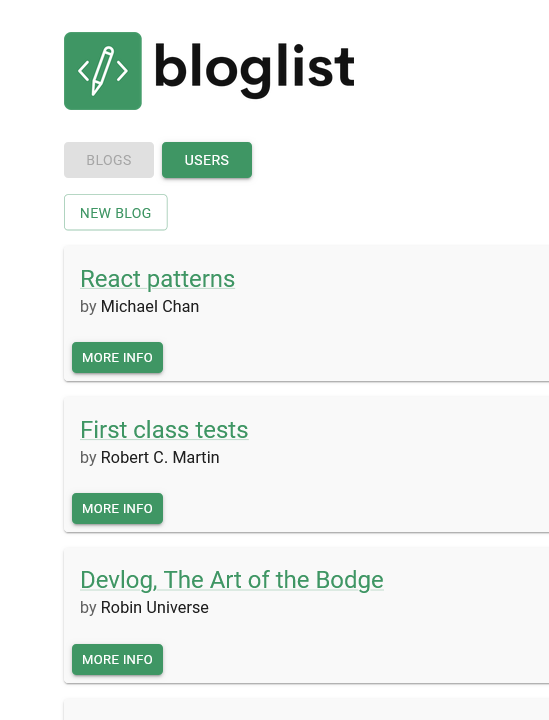 bloglist
BLOGS USERS
NEW BLOG
React patterns
by Michael Chan
MORE INFO
First class tests
by Robert C. Martin
MORE INFO
Devlog, The Art of the Bodge
by Robin Universe
MORE INFO